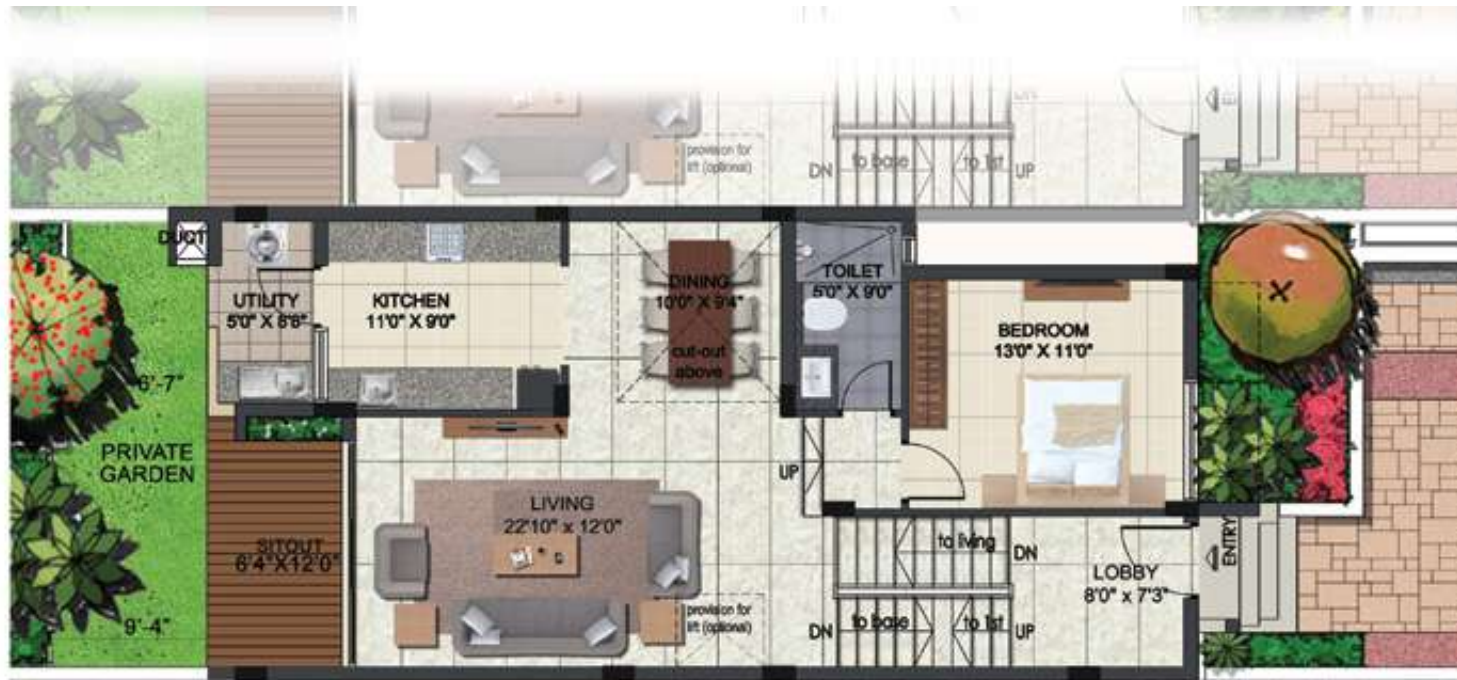 EN
DN
provision for
lift (optional)
DN
to base
to 1st
UP
DUCT
UTILITY
5'0" X 8'6"
KITCHEN
11'0" X 9'0"
DINING
10'0" X 9'4"
cut-out
above
TOILET
5'0" X 9'0"
BEDROOM
13'0" X 11'0"
6'-7"
PRIVATE
GARDEN
UP
LIVING
22'10" x 12'0"
SITOUT
6'4"X12'0"
9'-4"
to living
DN
LOBBY
8'0" x 7'3"
ENTRY
provision for
lift (optional)
DN
to base
to 1st
UP